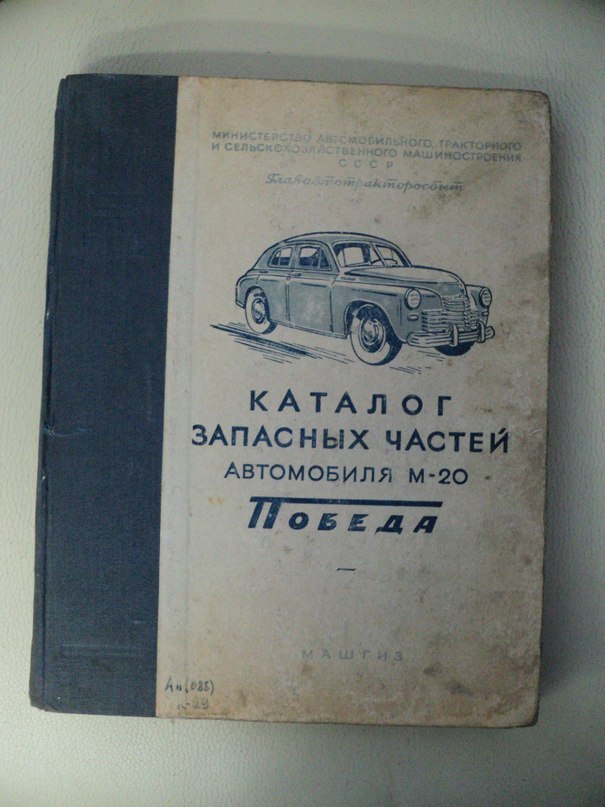 МИНИСТЕРСТВО АВТОМОБИЛЬНОГО, ТРАКТОРНОГО
И СЕЛЬСКОХОЗЯЙСТВЕННОГО МАШИНОСТРОЕНИЯ
СССР
Глававтотракторосбыт
КАТАЛОГ
ЗАПАСНЫХ ЧАСТЕЙ
АВТОМОБИЛЯ М-20
ПОБЕДА
МАШГИЗ